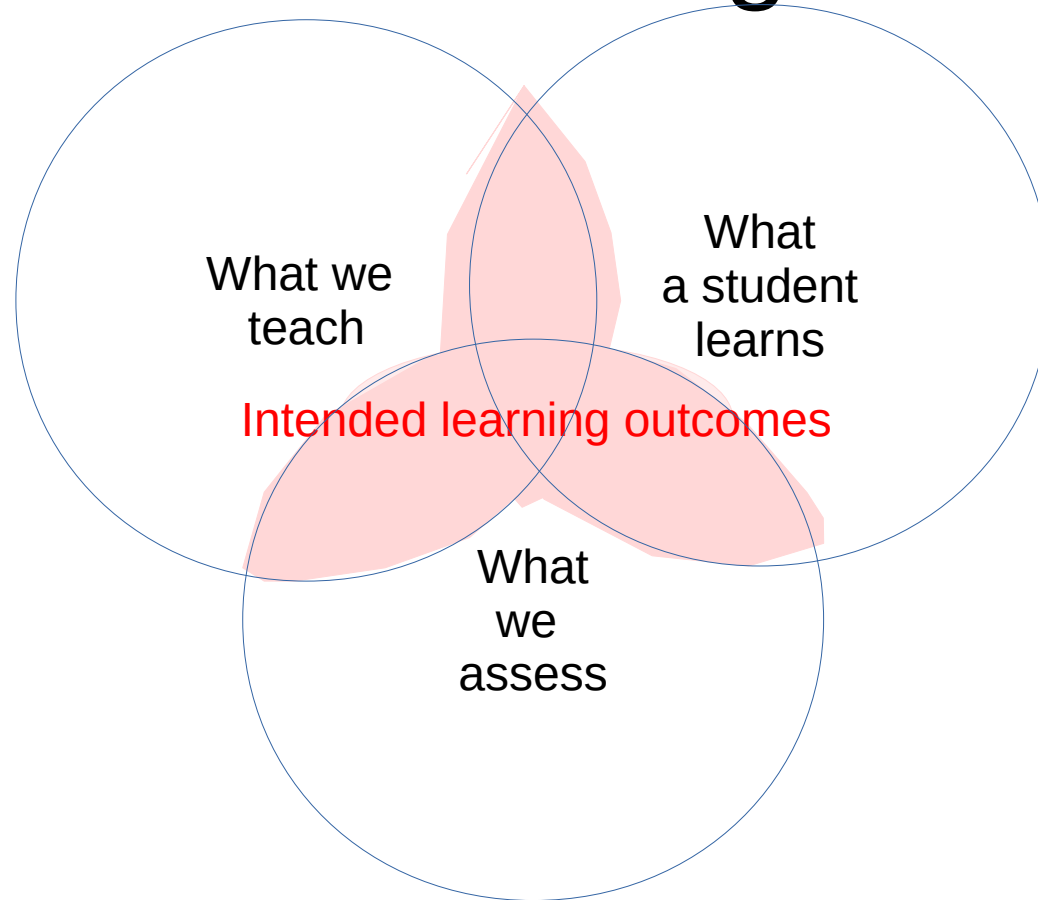 What we
teach
What
a student
learns
Intended learning outcomes
What
we
assess